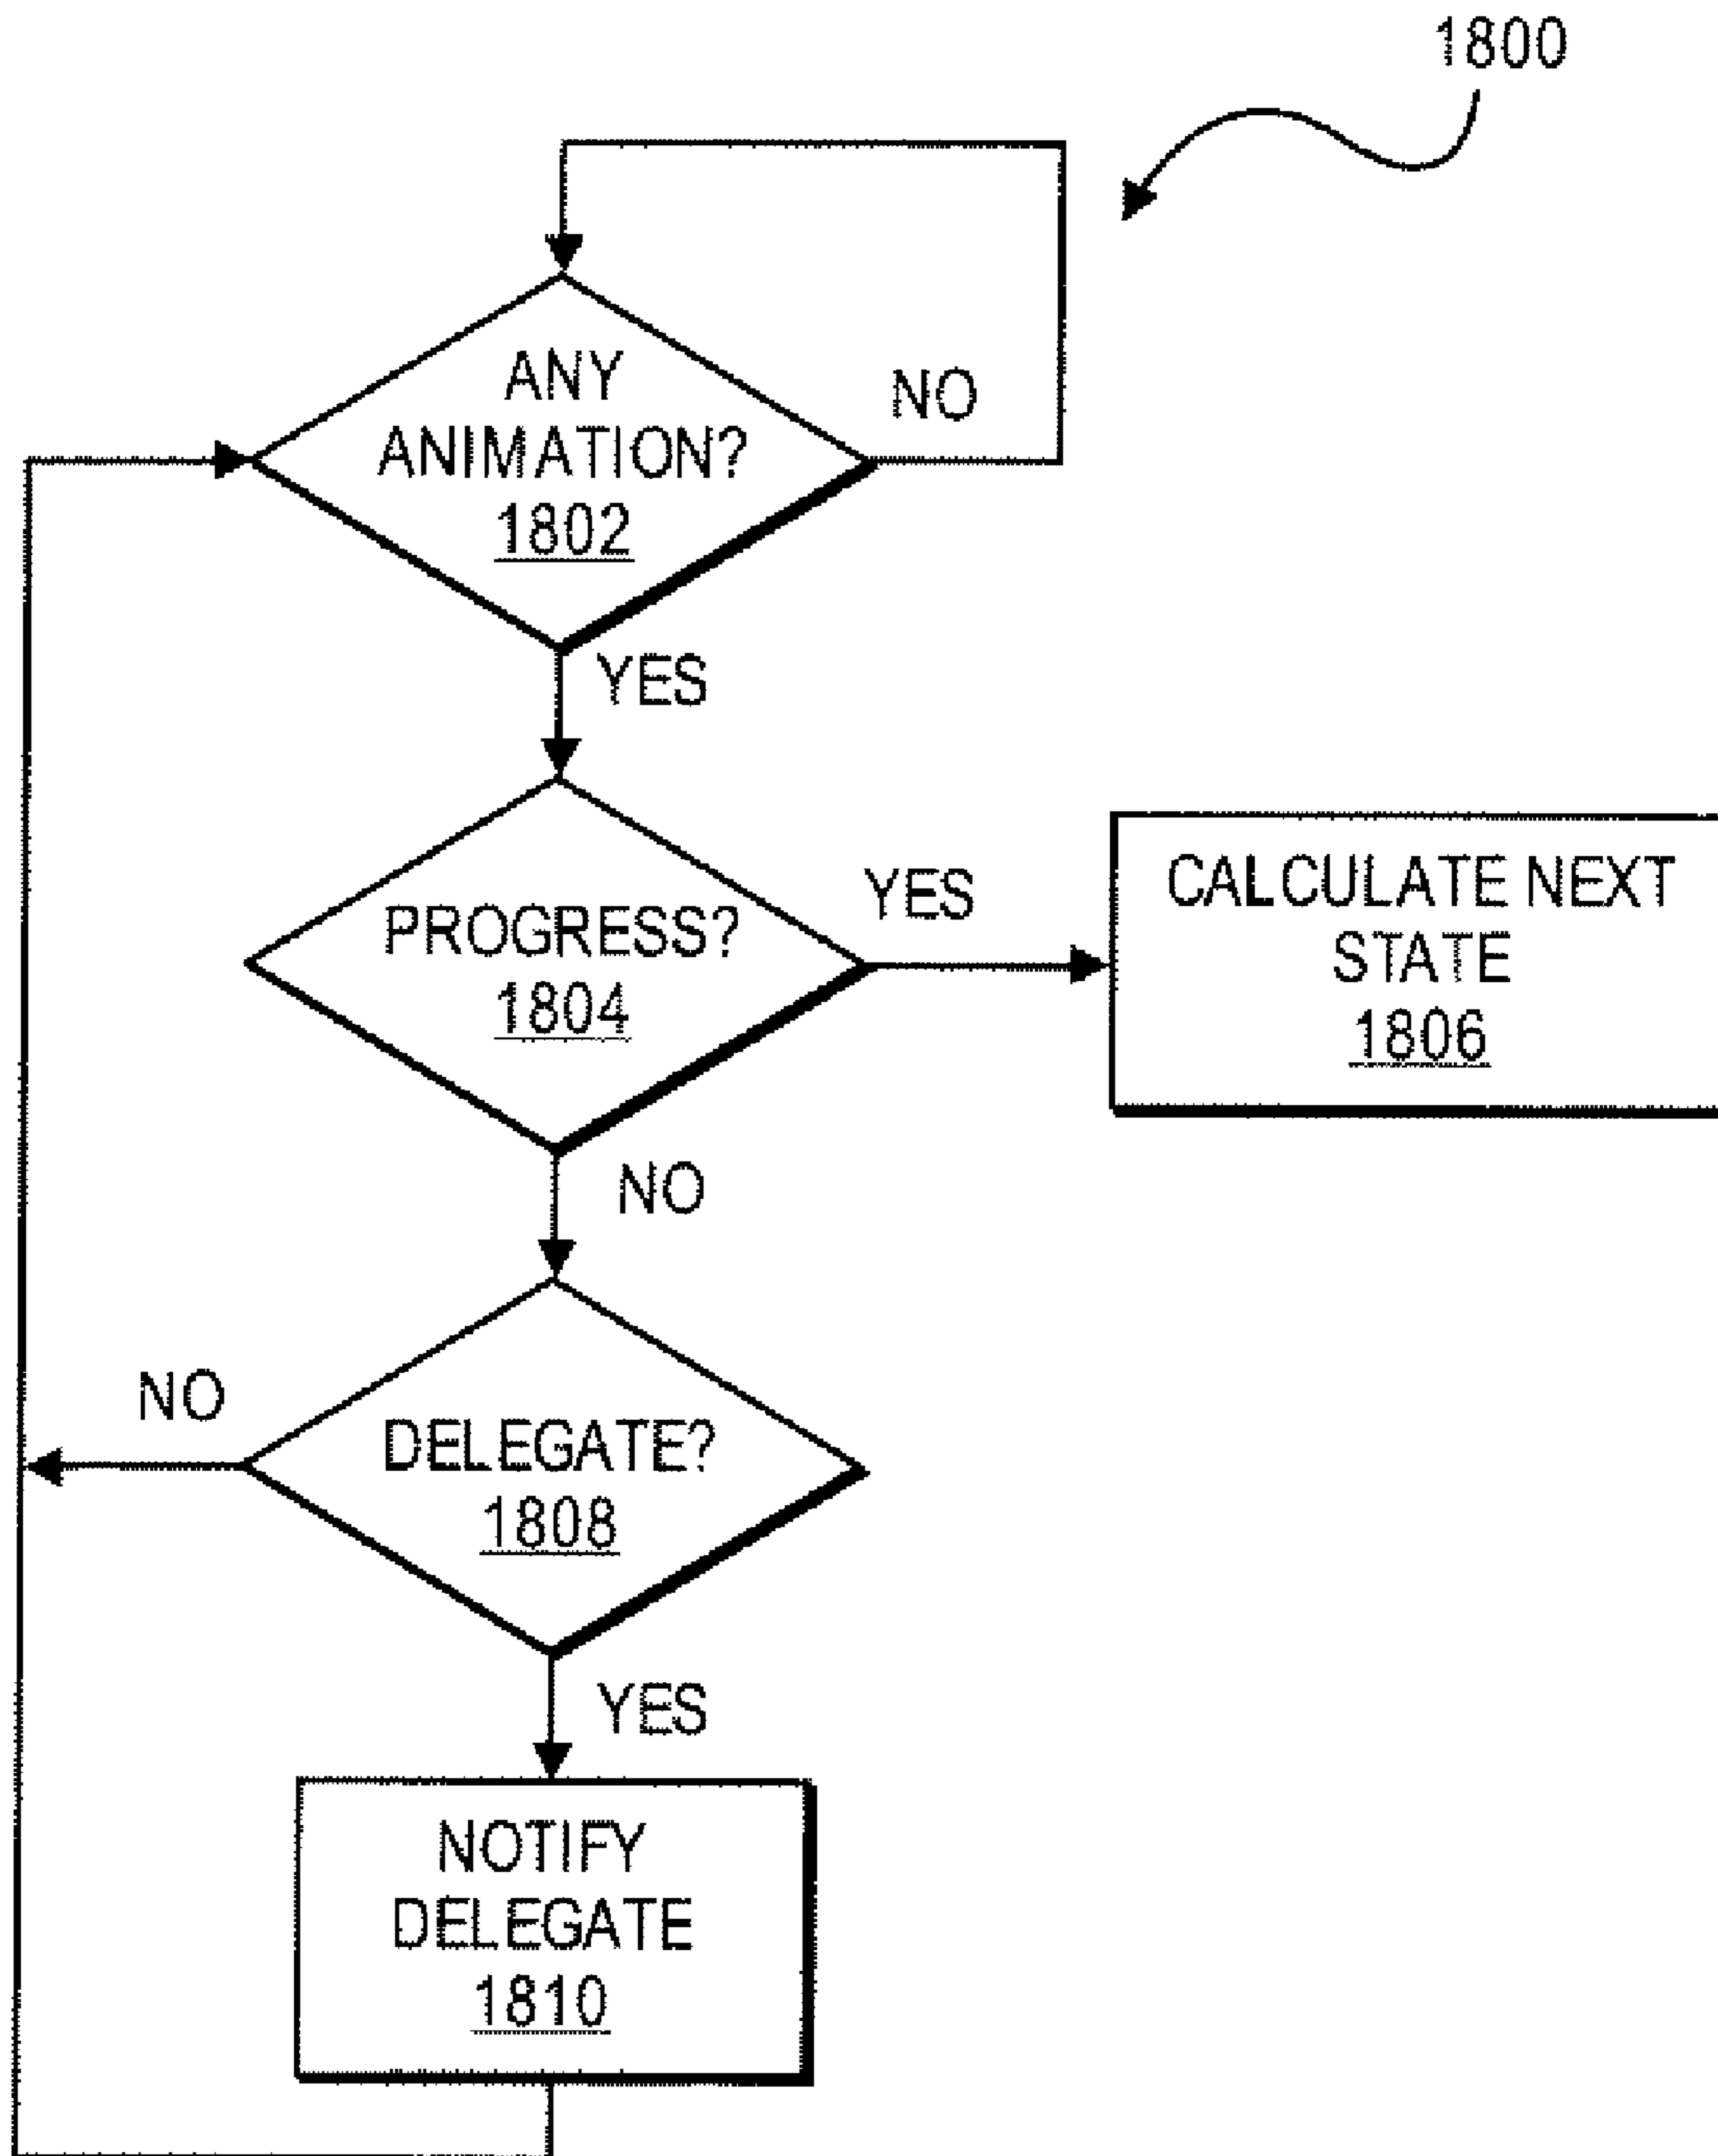 1800
ANY
ANIMATION?
1802
NO
YES
PROGRESS?
1804
YES
CALCULATE NEXT
STATE
1806
NO
DELEGATE?
1808
NO
YES
NOTIFY
DELEGATE
1810